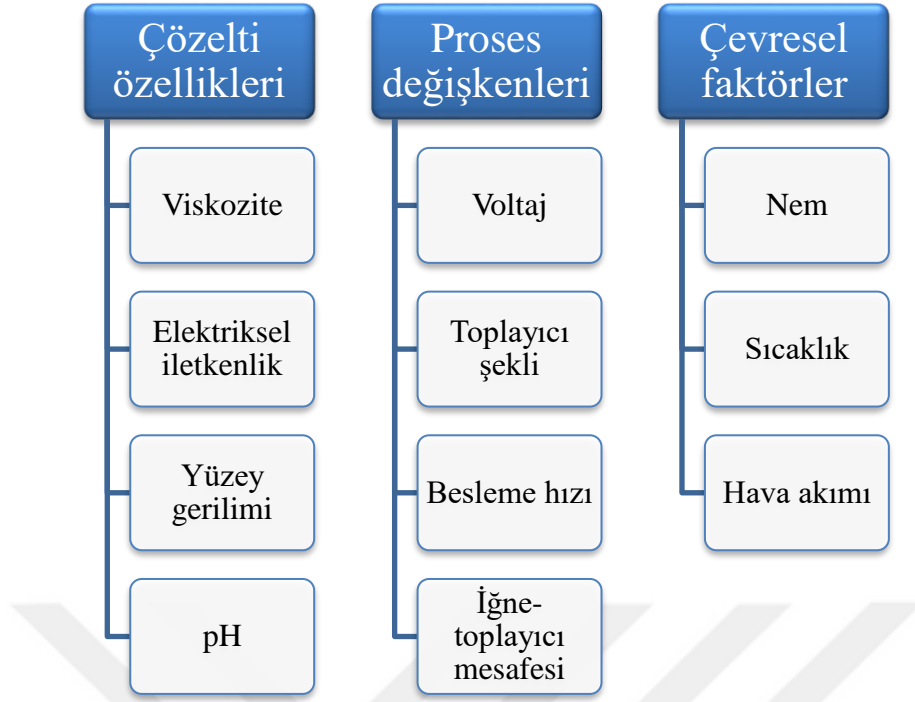 Çözelti
özellikleri
Viskozite
Elektriksel
iletkenlik
Yüzey
gerilimi
pH
Proses
değişkenleri
Voltaj
Toplayıcı
şekli
Besleme hızı
İğne-
toplayıcı
mesafesi
Çevresel
faktörler
Nem
Sıcaklık
Hava akımı